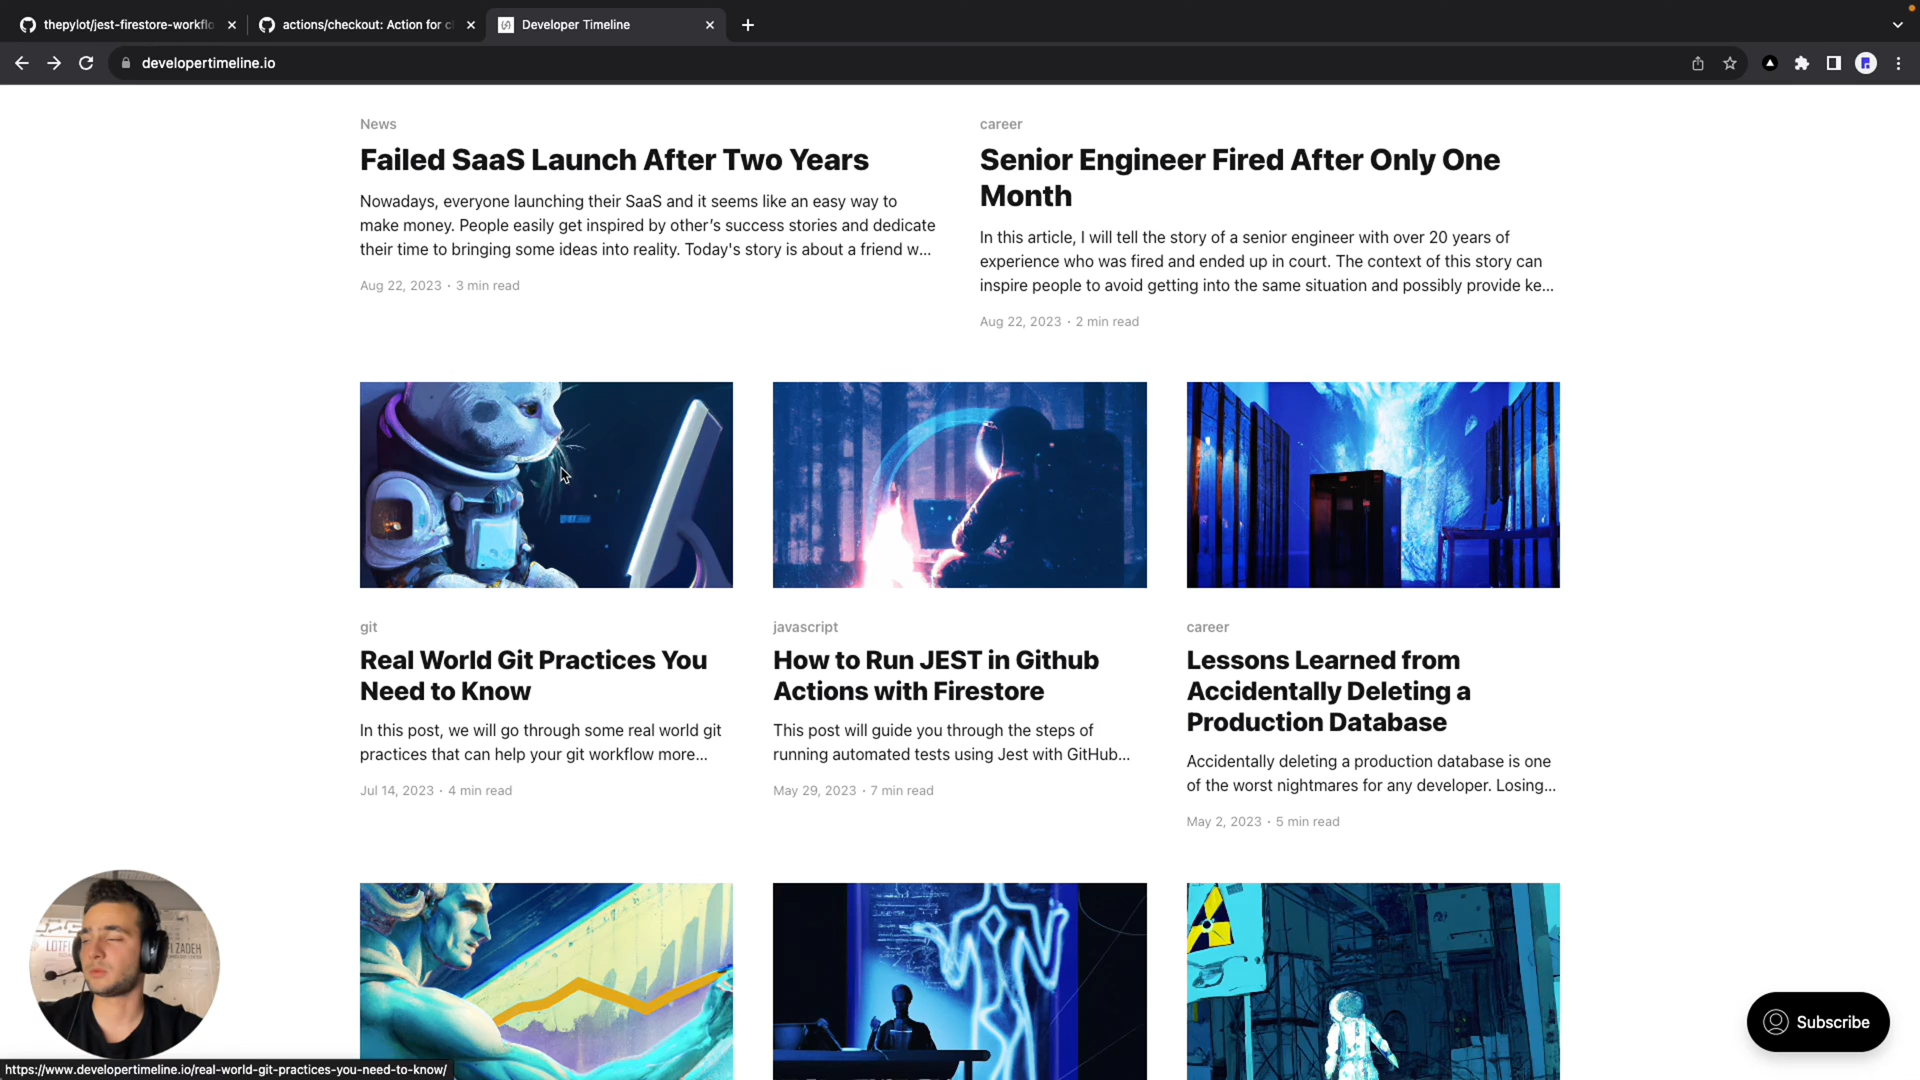 thepylot/jest-firestore-workflo
actions/checkout: Action for c
Developer Timeline
developertimeline.io
News
Failed SaaS Launch After Two Years
Nowadays, everyone launching their SaaS and it seems like an easy way to
make money. People easily get inspired by other’s success stories and dedicate
their time to bringing some ideas into reality. Today's story is about a friend w...
Aug 22, 2023 • 3 min read
career
Senior Engineer Fired After Only One
Month
In this article, I will tell the story of a senior engineer with over 20 years of
experience who was fired and ended up in court. The context of this story can
inspire people to avoid getting into the same situation and possibly provide ke...
Aug 22, 2023 • 2 min read
git
Real World Git Practices You
Need to Know
In this post, we will go through some real world git
practices that can help your git workflow more...
Jul 14, 2023 • 4 min read
javascript
How to Run JEST in Github
Actions with Firestore
This post will guide you through the steps of
running automated tests using Jest with GitHub...
May 29, 2023 • 7 min read
career
Lessons Learned from
Accidentally Deleting a
Production Database
Accidentally deleting a production database is one
of the worst nightmares for any developer. Losing...
May 2, 2023 • 5 min read
Subscribe
https://www.developertimeline.io/real-world-git-practices-you-need-to-know/